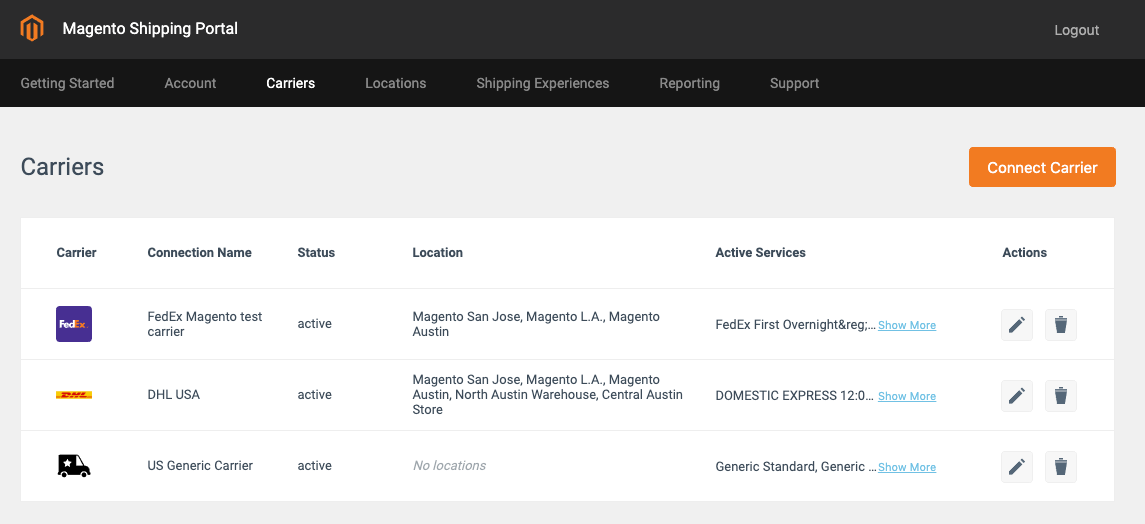 Magento Shipping Portal
Logout
Getting Started Account Carriers Locations Shipping Experiences Reporting Support
Carriers
Connect Carrier
Carrier Connection Name Status Location Active Services Actions
FedEx.
FedEx Magento test
carrier
active
Magento San Jose, Magento L.A., Magento
Austin
FedEx First Overnight&reg;... Show More
DHL
DHL USA
active
Magento San Jose, Magento L.A., Magento
Austin, North Austin Warehouse, Central Austin
Store
DOMESTIC EXPRESS 12:0... Show More
US Generic Carrier
active
No locations
Generic Standard, Generic ... Show More